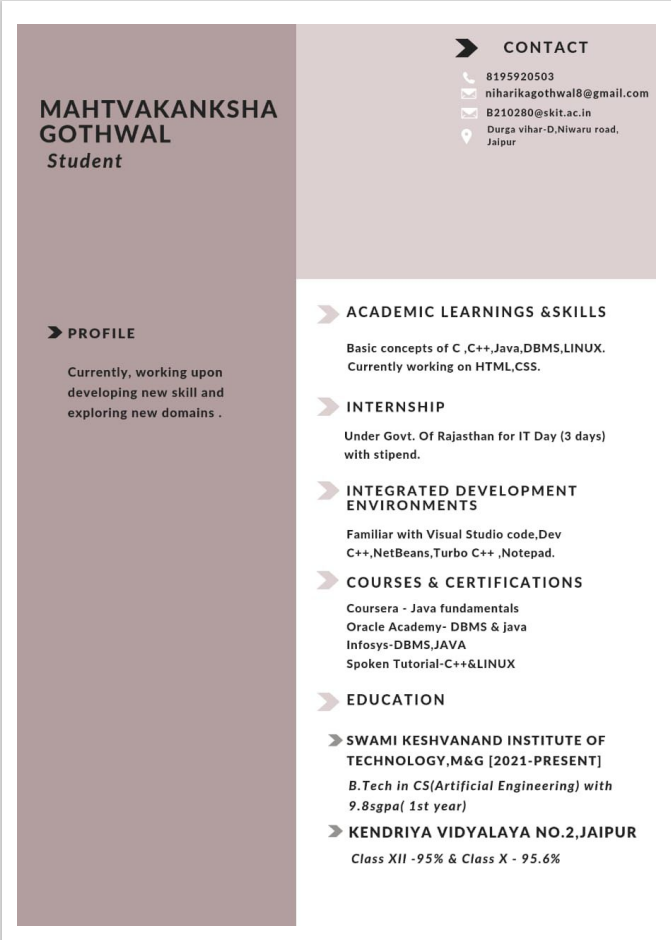 MAHTVAKANKSHA
GOTHWAL
Student
CONTACT
8195920503
niharikagothwal8@gmail.com
B210280@skit.ac.in
Durga vihar-D,Niwaru road,
Jaipur
PROFILE
Currently, working upon
developing new skill and
exploring new domains .
ACADEMIC LEARNINGS &SKILLS
Basic concepts of C ,C++,Java,DBMS,LINUX.
Currently working on HTML,CSS.
INTERNSHIP
Under Govt. Of Rajasthan for IT Day (3 days)
with stipend.
INTEGRATED DEVELOPMENT
ENVIRONMENTS
Familiar with Visual Studio code,Dev
C++,NetBeans,Turbo C++ ,Notepad.
COURSES & CERTIFICATIONS
Coursera - Java fundamentals
Oracle Academy- DBMS & java
Infosys-DBMS,JAVA
Spoken Tutorial-C++&LINUX
EDUCATION
SWAMI KESHVANAND INSTITUTE OF
TECHNOLOGY,M&G [2021-PRESENT]
B.Tech in CS(Artificial Engineering) with
9.8sgpa( 1st year)
KENDRIYA VIDYALAYA NO.2,JAIPUR
Class XII -95% & Class X - 95.6%